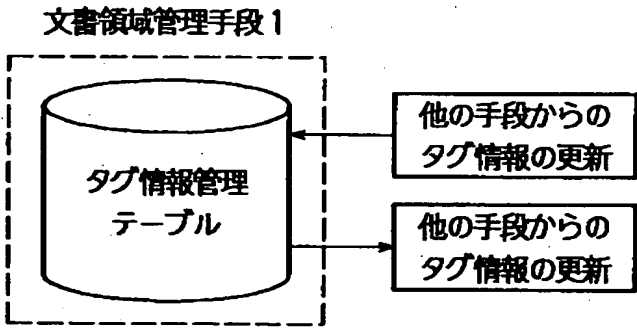 文書領域管理手段1
タグ情報管理
テーブル
他の手段からの
タグ情報の更新
他の手段からの
タグ情報の更新